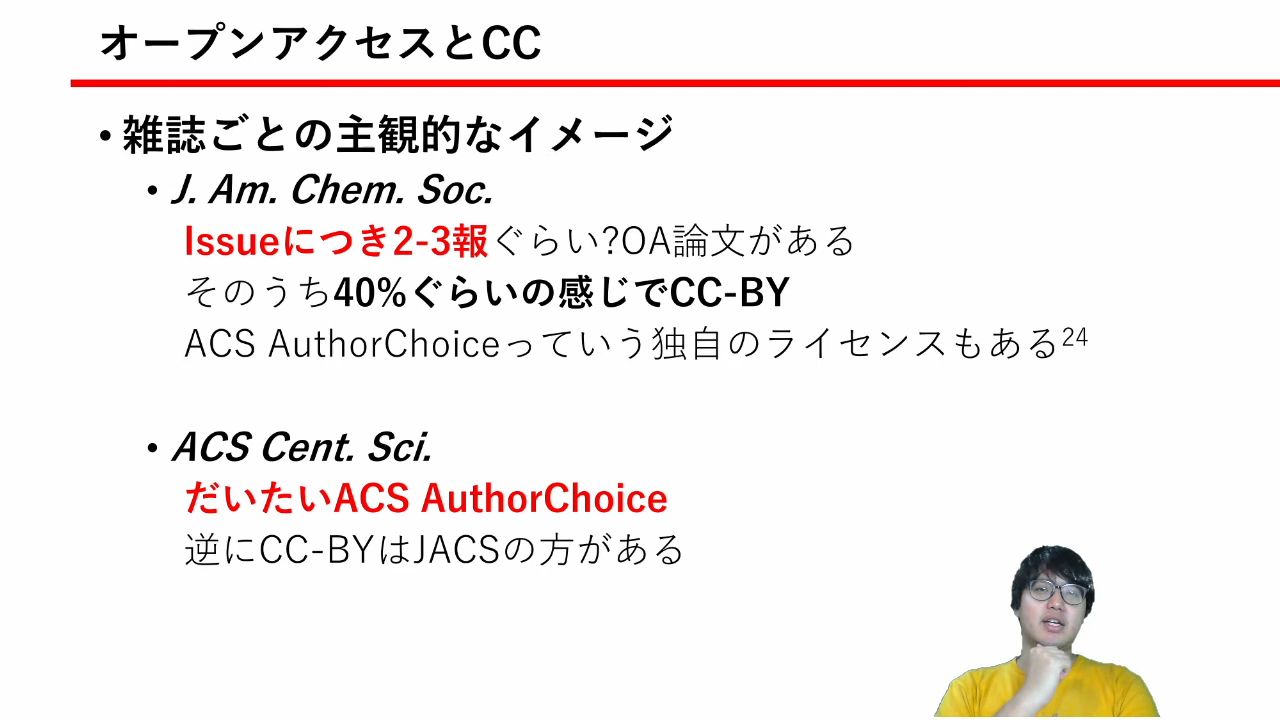 オープンアクセスとCC
• 雑誌ごとの主観的なイメージ
• J. Am. Chem. Soc.
Issueにつき2-3報ぐらい?OA論文がある
そのうち40%ぐらいの感じでCC-BY
ACS AuthorChoiceっていう独自のライセンスもある24
• ACS Cent. Sci.
だいたいACS AuthorChoice
逆にCC-BYはJACSの方がある